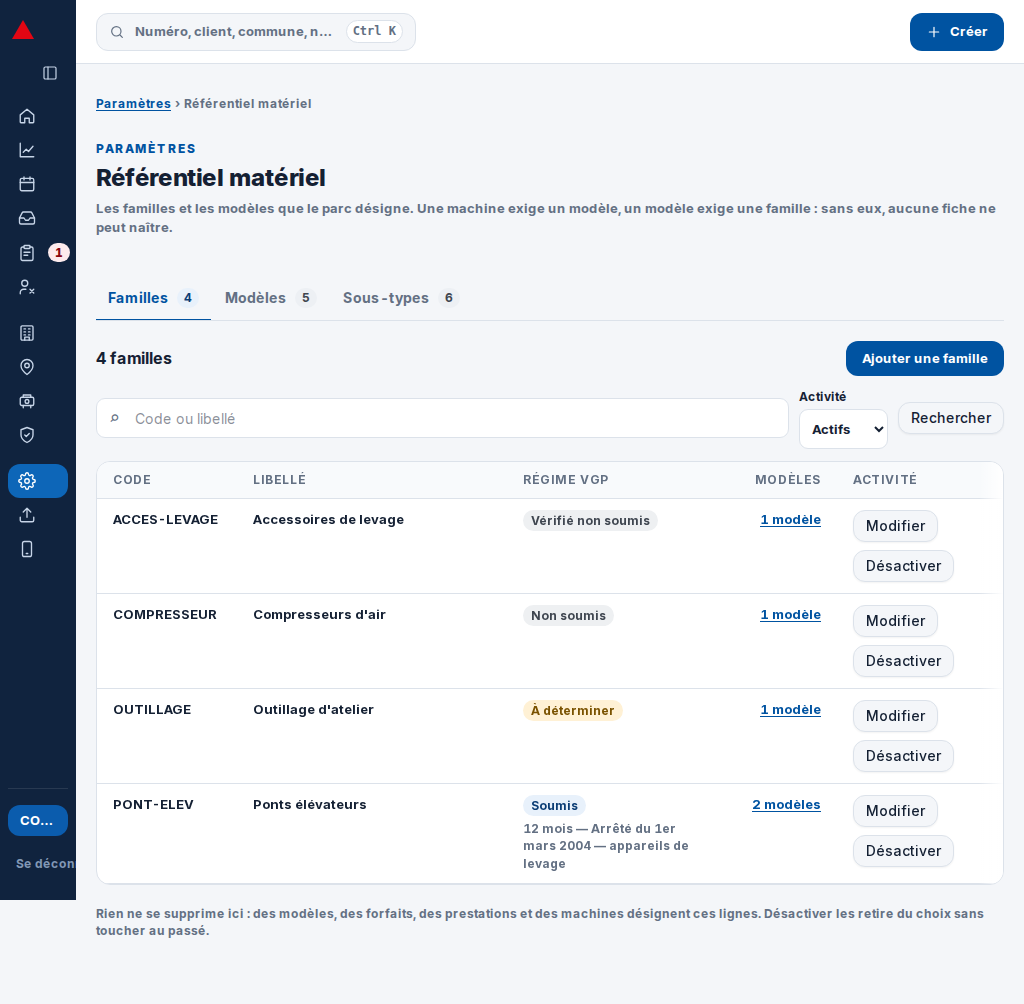 Numéro, client, commune, n… Ctrl K
Créer
Paramètres › Référentiel matériel
PARAMÈTRES
Référentiel matériel
Les familles et les modèles que le parc désigne. Une machine exige un modèle, un modèle exige une famille : sans eux, aucune fiche ne
peut naître.
1
Familles 4 Modèles 5 Sous-types 6
4 familles
Ajouter une famille
Code ou libellé
Activité
Actifs
Rechercher
CODE LIBELLÉ RÉGIME VGP MODÈLES ACTIVITÉ
ACCES-LEVAGE Accessoires de levage Vérifié non soumis 1 modèle Modifier
Désactiver
COMPRESSEUR Compresseurs d'air Non soumis 1 modèle Modifier
Désactiver
OUTILLAGE Outillage d'atelier À déterminer 1 modèle Modifier
Désactiver
PONT-ELEV Ponts élévateurs Soumis 2 modèles Modifier
12 mois — Arrêté du 1er
mars 2004 — appareils de
levage
Désactiver
CO…
Se décon
Rien ne se supprime ici : des modèles, des forfaits, des prestations et des machines désignent ces lignes. Désactiver les retire du choix sans
toucher au passé.